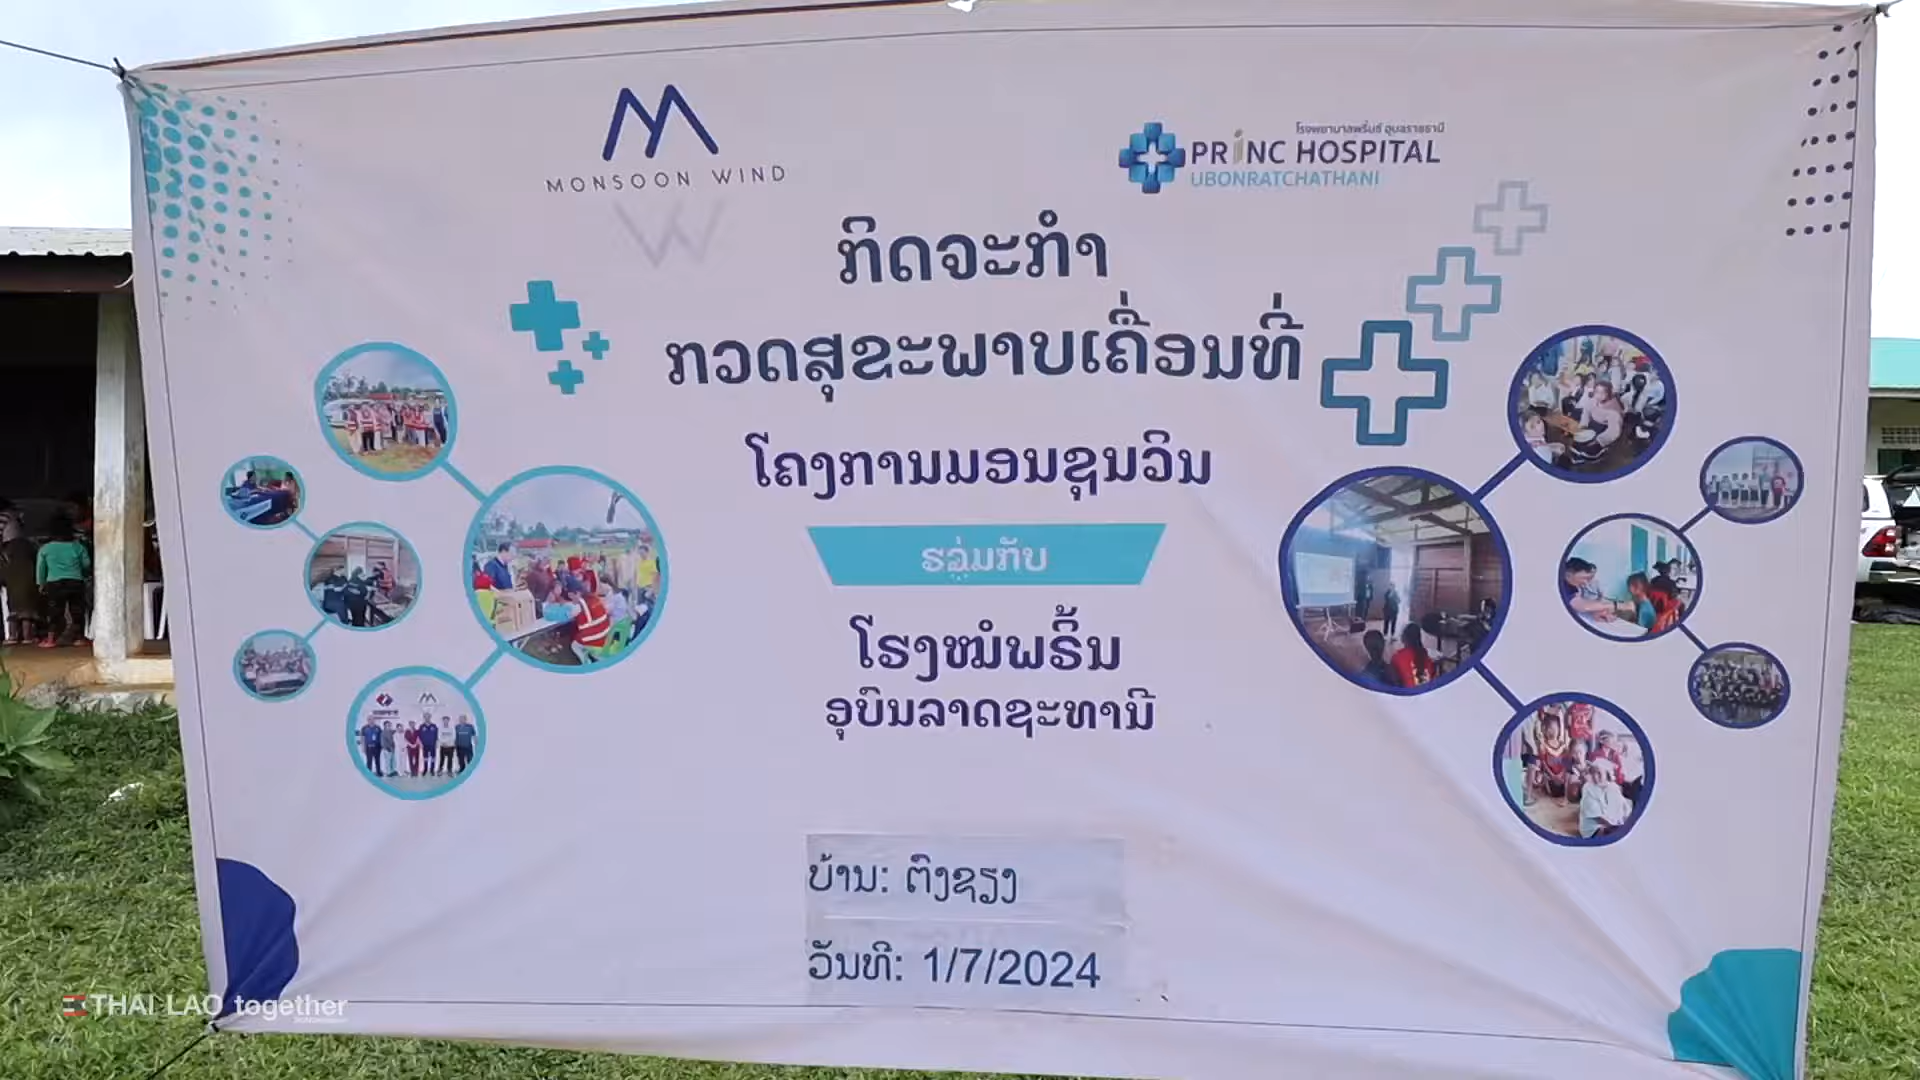 MONSOON WIND
โรงพยาบาลพริ้นซ์ อุบลราชธานี
PRINC HOSPITAL
UBONRATCHATHANI
ກິດຈະກຳ
ກວດສຸຂະພາບເຄື່ອນທີ່
ໂຄງການມອນຊຸນວິນ
ຮລຸ່ມກັບ
ໂຮງໝໍພຣິ້ນ
ອຸບົນລາດຊະທານີ
ບ້ານ: ຕົງຊຽງ
ວັນທີ: 1/7/2024
THAI LAO together